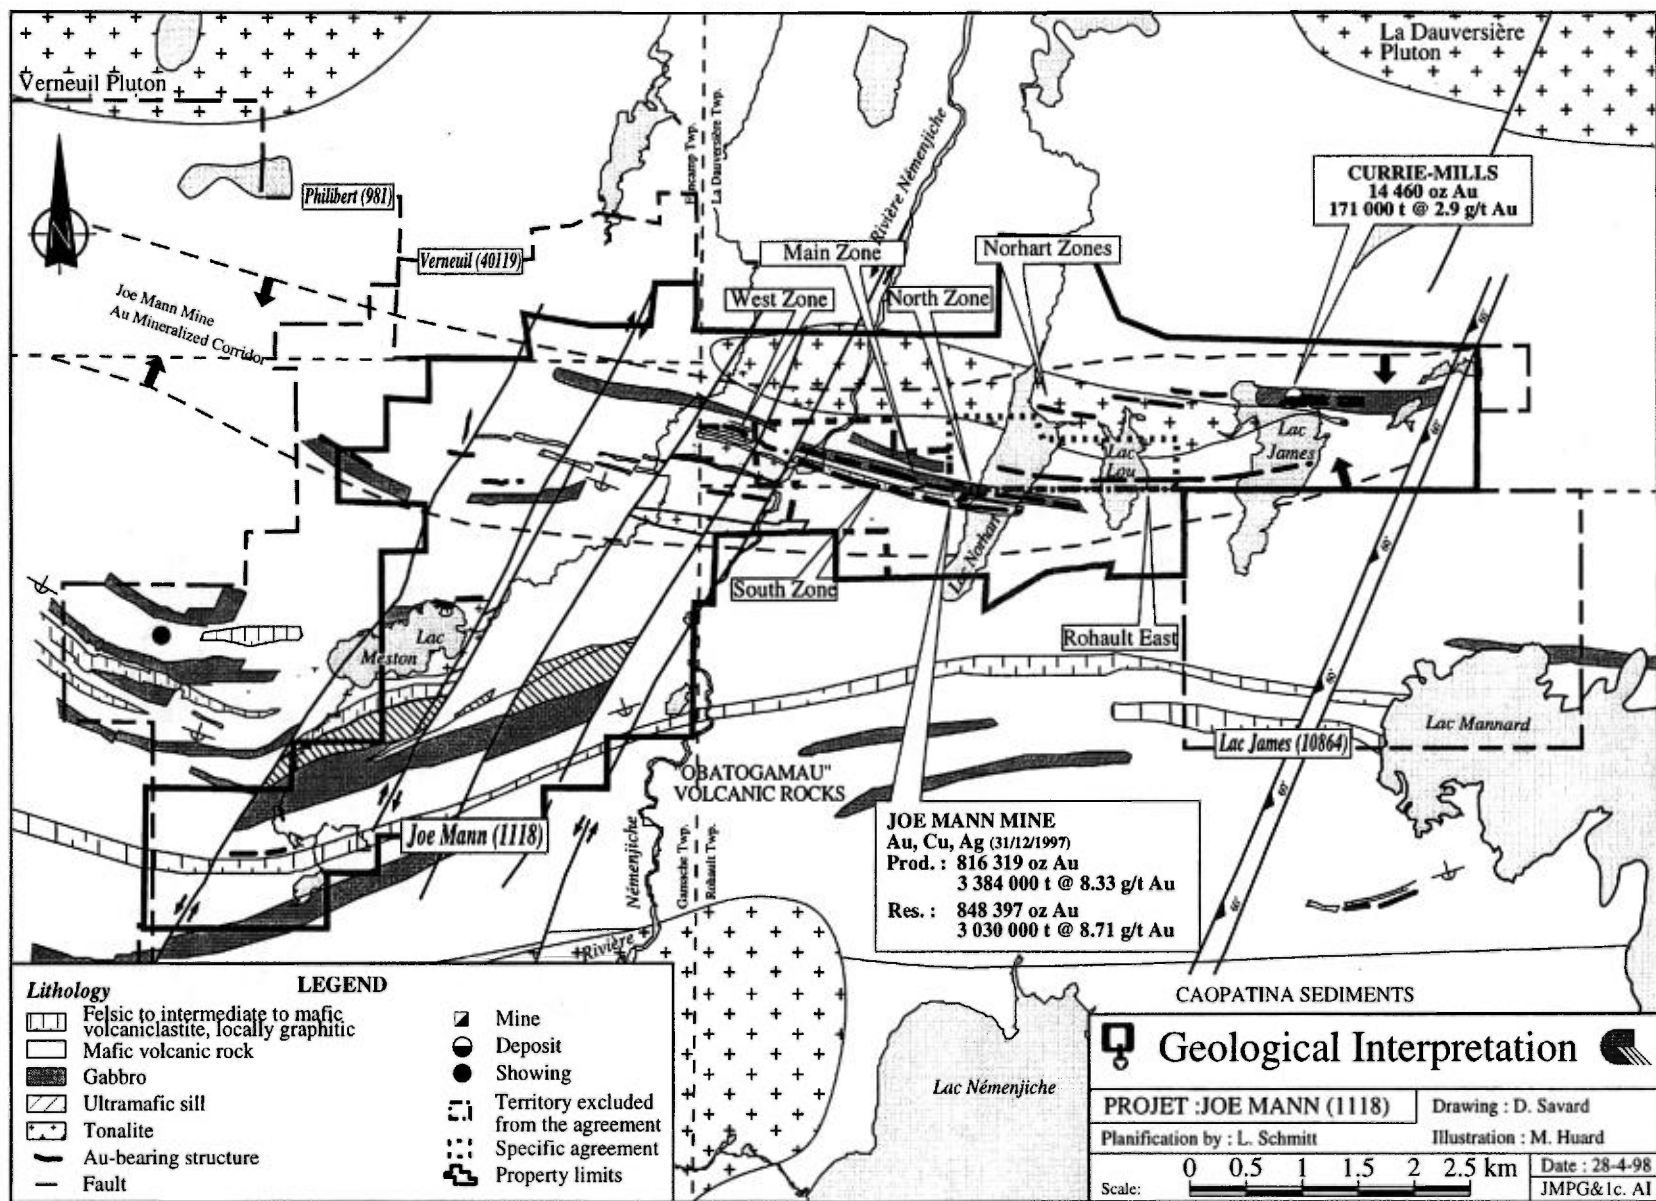 La Dauversière
Pluton
Verneuil Pluton
La Dauversière Twp.
Rivière Némenjiche
CURRIE-MILLS
14 460 oz Au
171 000 t @ 2.9 g/t Au
Philibert (981)
N
Verneuil (40119)
Main Zone
Norhart Zones
West Zone
North Zone
Joe Mann Mine
Au Mineralized Corridor
60°
Lac
James
60°
Lac
Lou
60°
Lac Norhart
South Zone
Lac
Meston
Rohault East
60°
Lac Mannard
Lac James (10864)
60°
"OBATOGAMAU"
VOLCANIC ROCKS
Joe Mann (1118)
Némenjiche
Gamache Twp.
Rohault Twp.
JOE MANN MINE
Au, Cu, Ag (31/12/1997)
Prod. : 816 319 oz Au
3 384 000 t @ 8.33 g/t Au
Res. : 848 397 oz Au
3 030 000 t @ 8.71 g/t Au
60°
Rivière
CAOPATINA SEDIMENTS
Lac Némenjiche
LEGEND
Lithology
Felsic to intermediate to mafic
volcaniclastite, locally graphitic
Mafic volcanic rock
Gabbro
Ultramafic sill
Tonalite
Au-bearing structure
Fault
Mine
Deposit
Showing
Territory excluded
from the agreement
Specific agreement
Property limits
Geological Interpretation
PROJET :JOE MANN (1118)
Drawing : D. Savard
Planification by : L. Schmitt
Illustration : M. Huard
Scale:
0 0.5 1 1.5 2 2.5 km
Date : 28-4-98
JMPG&1c. AI